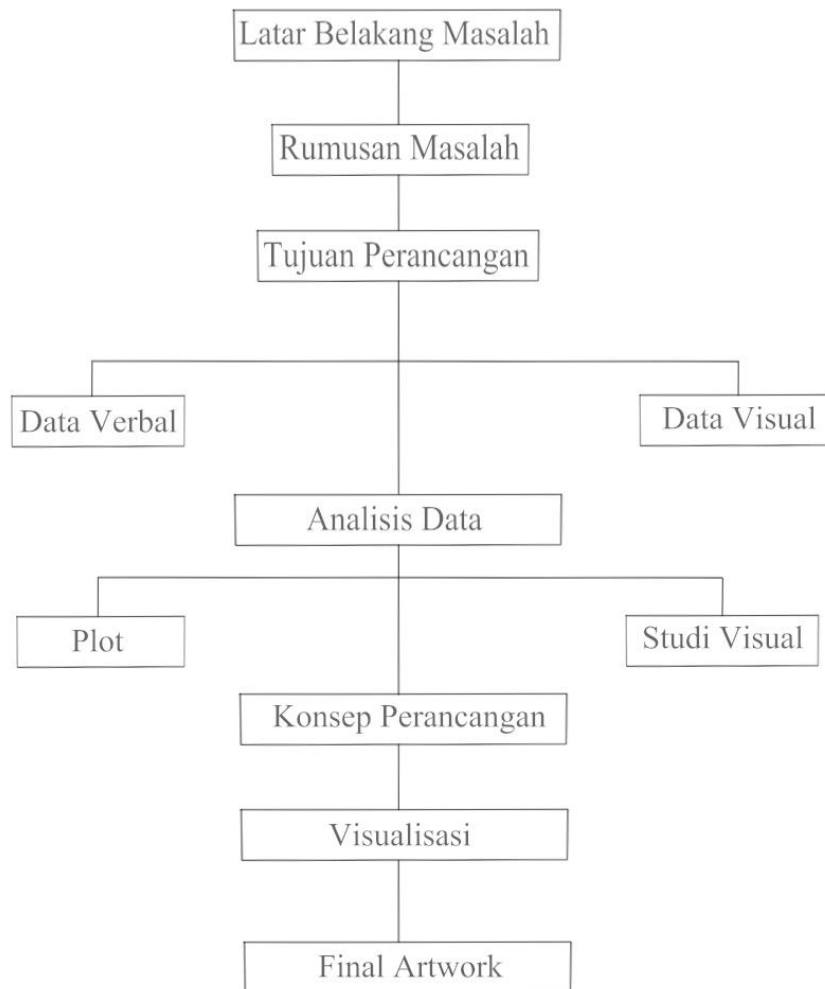 Latar Belakang Masalah
Rumusan Masalah
Tujuan Perancangan
Data Verbal
Data Visual
Analisis Data
Plot
Studi Visual
Konsep Perancangan
Visualisasi
Final Artwork